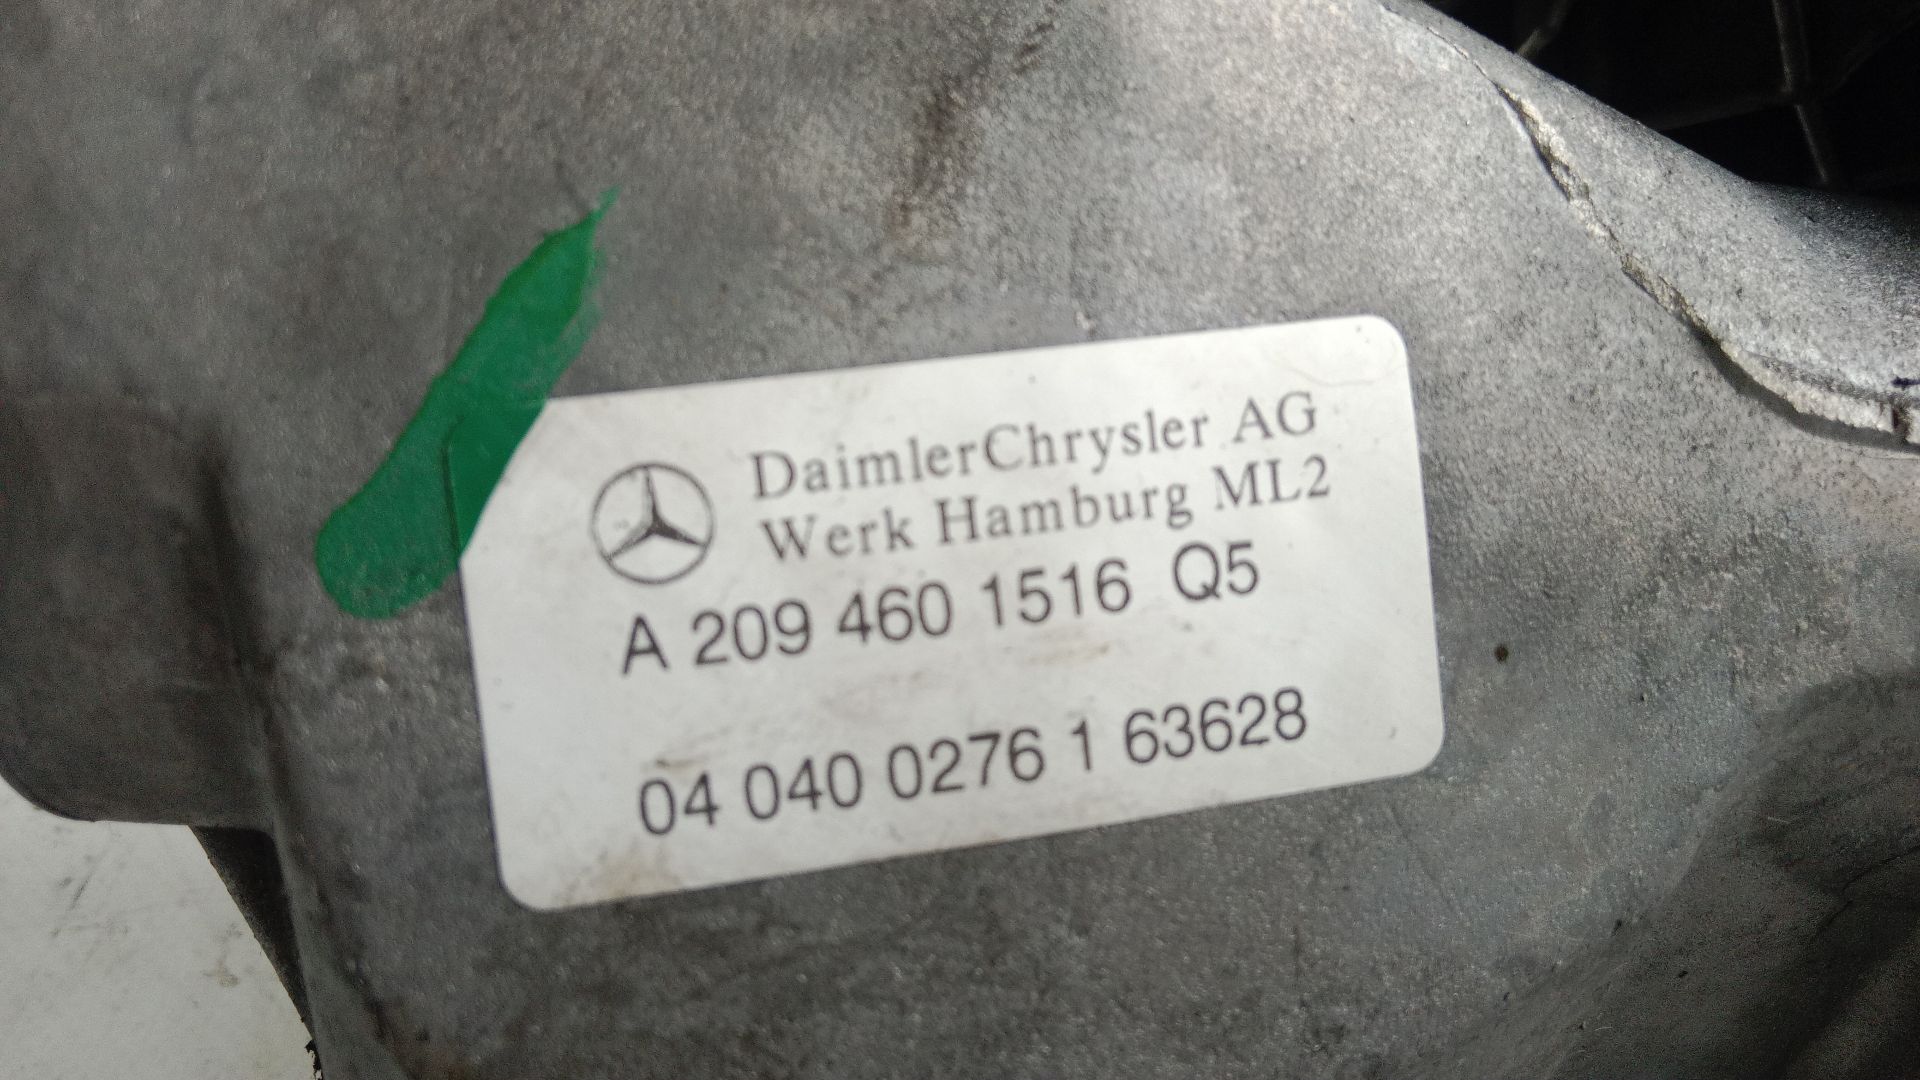 DaimlerChrysler AG
Werk Hamburg ML2
A 209 460 1516 Q5
04 040 0276 1 63628